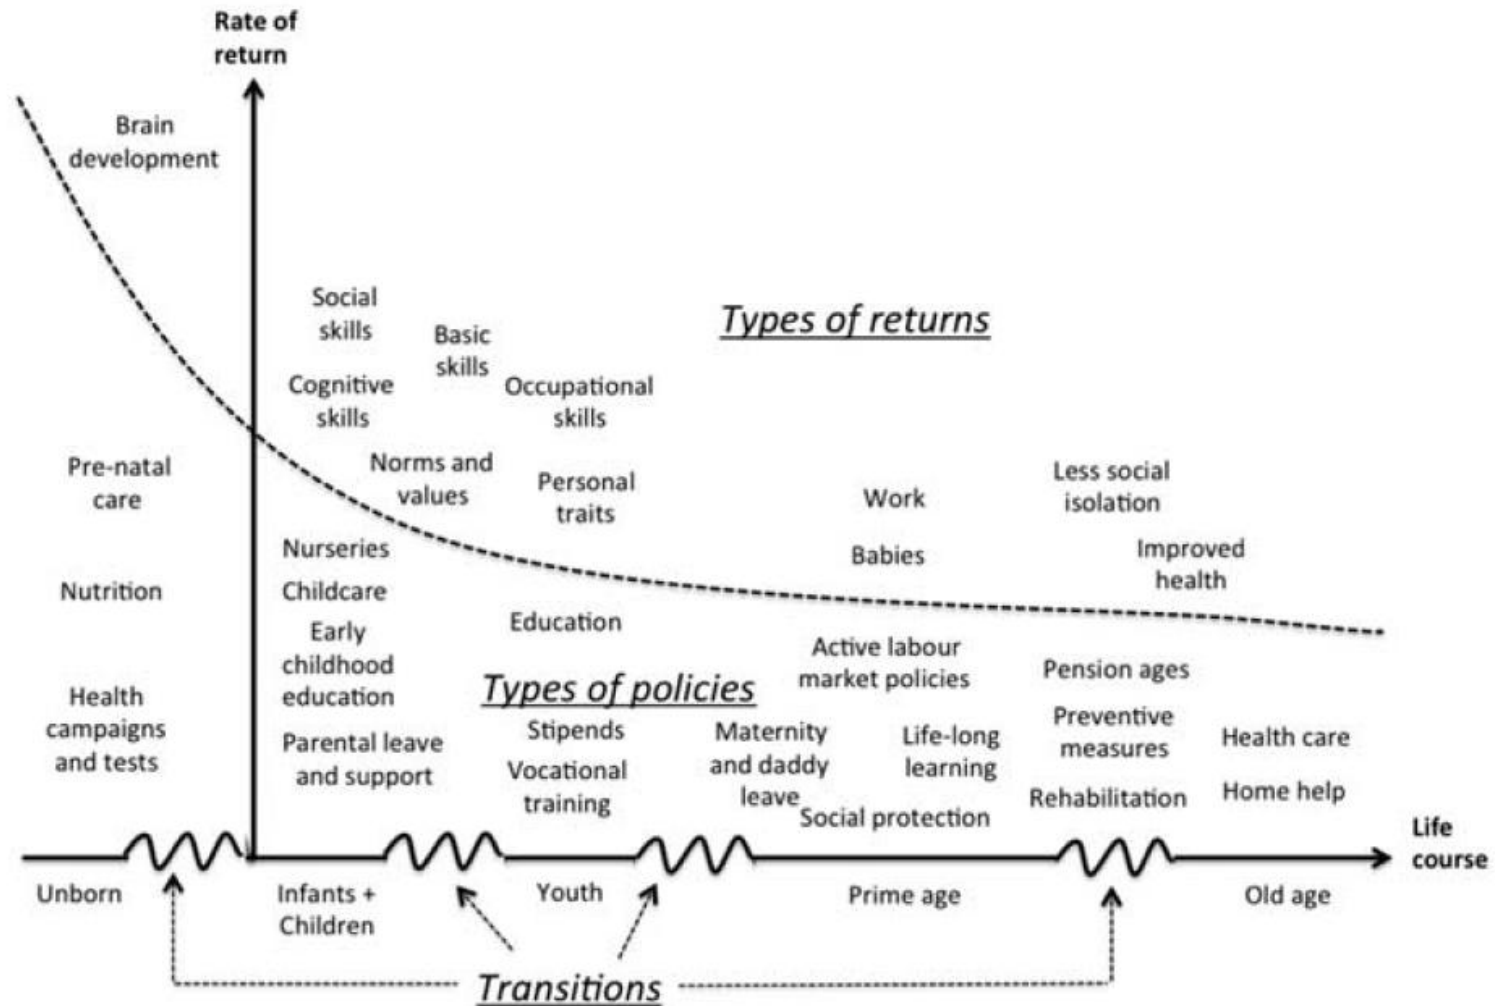 Rate of
return
Brain
development
Social
skills
Basic
skills
Types of returns
Cognitive
skills
Occupational
skills
Pre-natal
care
Norms and
values
Personal
traits
Work
Less social
isolation
Babies
Improved
health
Nutrition
Nurseries
Childcare
Early
childhood
education
Education
Active labour
market policies
Pension ages
Types of policies
Health
campaigns
and tests
Parental leave
and support
Stipends
Vocational
training
Maternity
and daddy
leave
Life-long
learning
Preventive
measures
Health care
Social protection
Rehabilitation
Home help
Life
course
Unborn
Infants +
Children
Youth
Prime age
Old age
Transitions